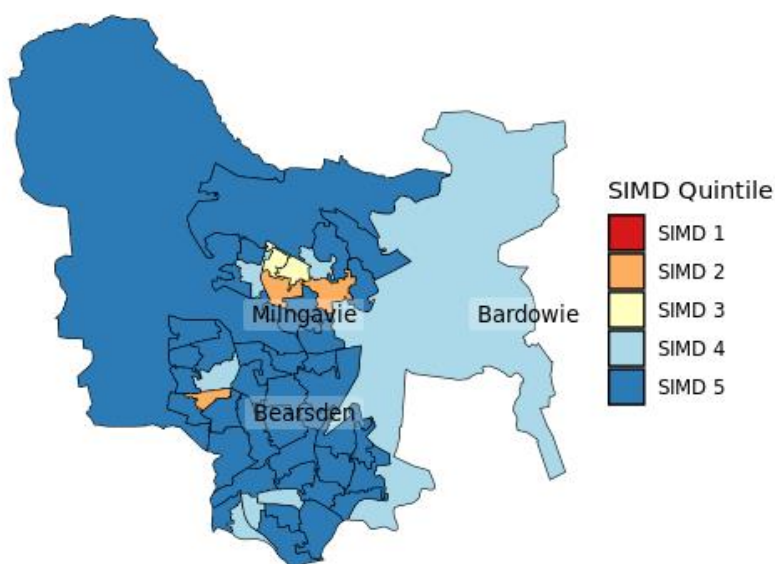 SIMD Quintile
SIMD 1
SIMD 2
SIMD 3
SIMD 4
SIMD 5
Milngavie
Bardowie
Bearsden